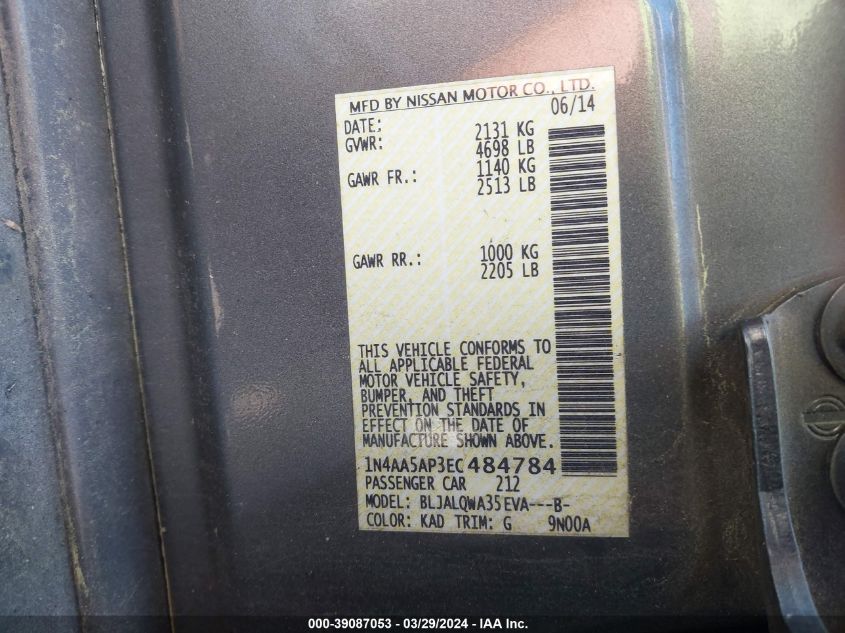 MFD BY NISSAN MOTOR CO., LTD.
DATE: 06/14
GVWR: 2131 KG
4698 LB
GAWR FR.: 1140 KG
2513 LB
GAWR RR.: 1000 KG
2205 LB
THIS VEHICLE CONFORMS TO
ALL APPLICABLE FEDERAL
MOTOR VEHICLE SAFETY,
BUMPER, AND THEFT
PREVENTION STANDARDS IN
EFFECT ON THE DATE OF
MANUFACTURE SHOWN ABOVE.
1N4AA5AP3EC484784
PASSENGER CAR 212
MODEL: BLJALQWA35EVA---B-
COLOR: KAD TRIM: G 9N00A
000-39087053 — 03/29/2024 - IAA Inc.